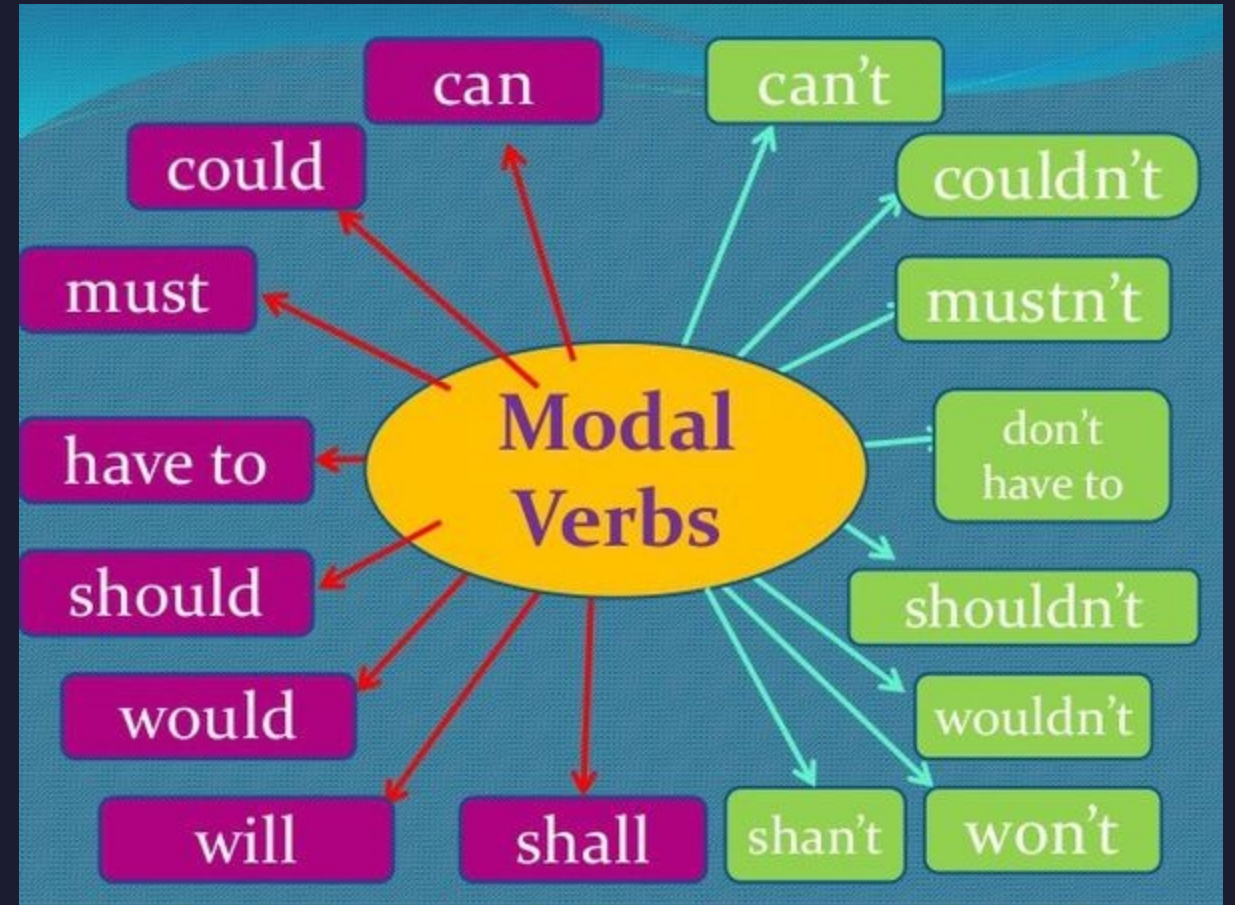 can
can't
could
couldn't
must
mustn't
Modal
Verbs
have to
don't
have to
should
shouldn't
would
wouldn't
will
shall
shan't
won't